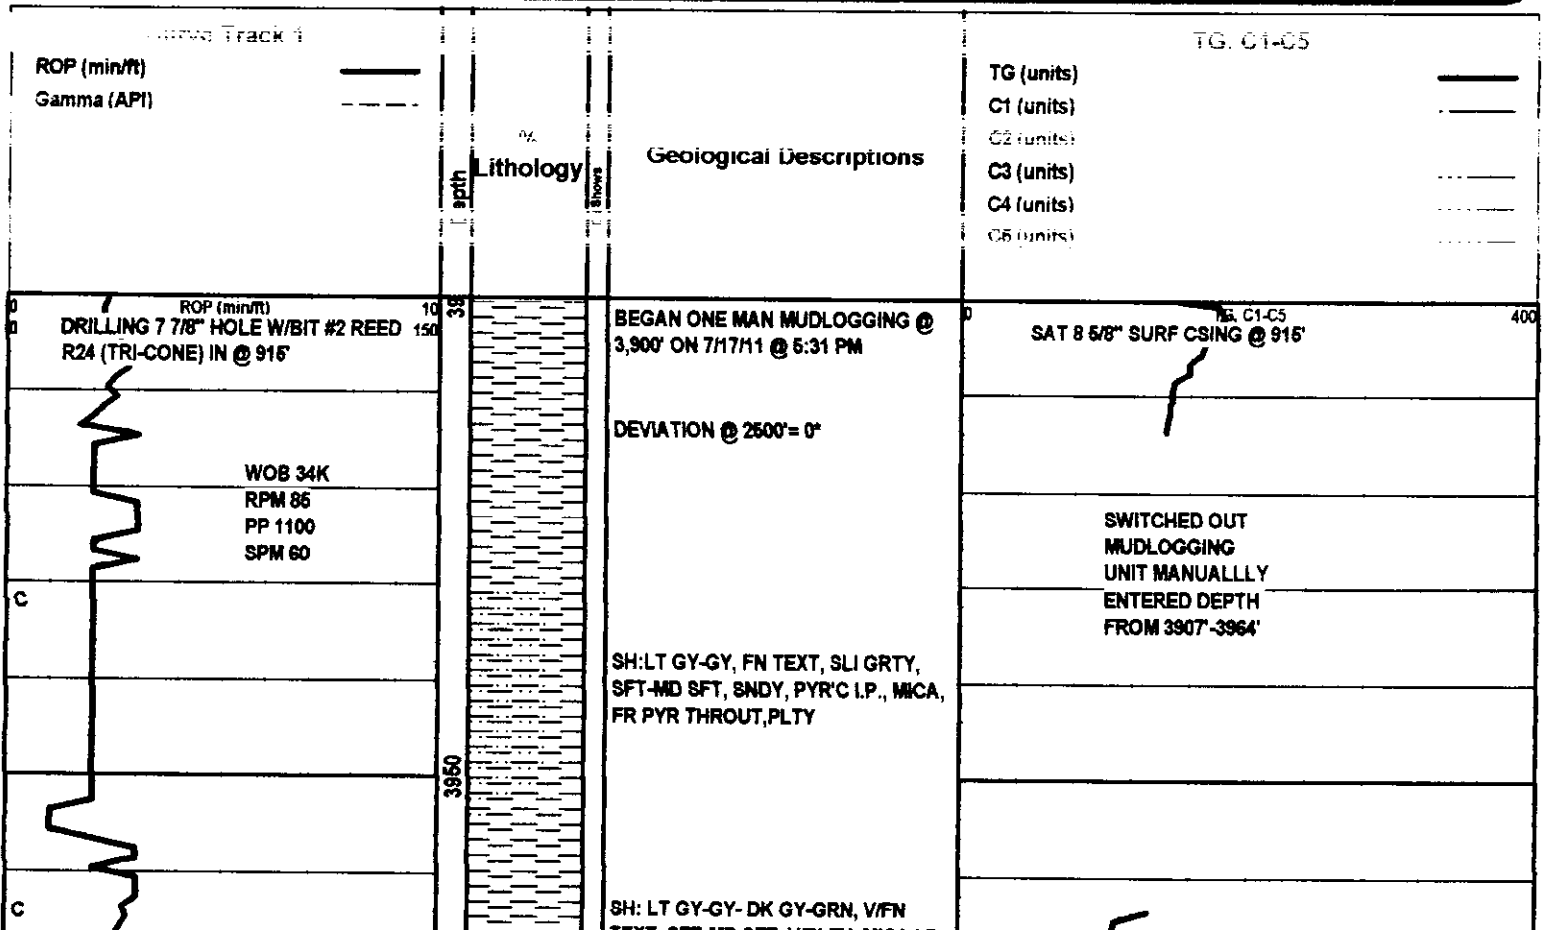 Curve Track 1
ROP (min/ft)
Gamma (API)
%
Lithology
Shows
Geological Descriptions
TG, C1-C5
TG (units)
C1 (units)
C2 (units)
C3 (units)
C4 (units)
C5 (units)
0 ROP (min/ft) 10
0 150
DRILLING 7 7/8" HOLE W/BIT #2 REED
R24 (TRI-CONE) IN @ 915'
39
BEGAN ONE MAN MUDLOGGING @
3,900' ON 7/17/11 @ 5:31 PM
0 TG, C1-C5 400
SAT 8 5/8" SURF CSING @ 915'
DEVIATION @ 2500'= 0*
WOB 34K
RPM 85
PP 1100
SPM 60
SWITCHED OUT
MUDLOGGING
UNIT MANUALLLY
ENTERED DEPTH
FROM 3907'-3964'
C
SH:LT GY-GY, FN TEXT, SLI GRTY,
SFT-MD SFT, SNDY, PYR'C I.P., MICA,
FR PYR THROUT,PLTY
3950
C
SH: LT GY-GY- DK GY-GRN, V/FN